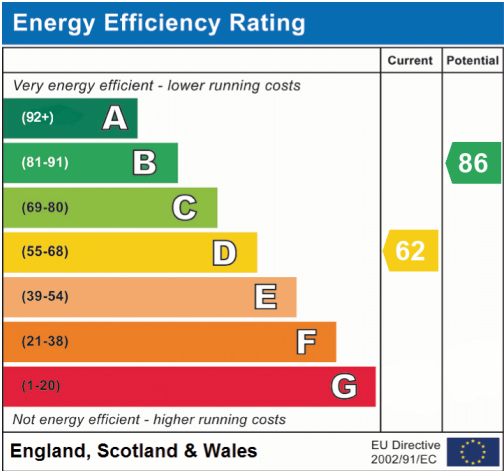 Energy Efficiency Rating
Current Potential
Very energy efficient - lower running costs
(92+) A
(81-91) B 86
(69-80) C
(55-68) D 62
(39-54) E
(21-38) F
(1-20) G
Not energy efficient - higher running costs
England, Scotland & Wales
EU Directive
2002/91/EC